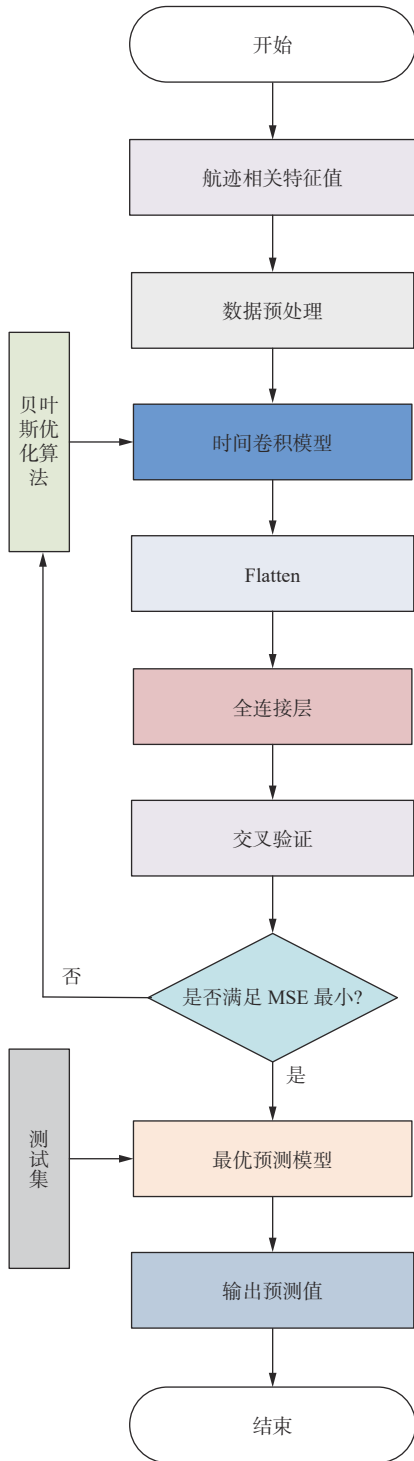 开始
航迹相关特征值
数据预处理
贝叶
斯优
化算
法
时间卷积模型
Flatten
全连接层
交叉验证
否
是否满足 MSE 最小?
是
测
试
集
最优预测模型
输出预测值
结束